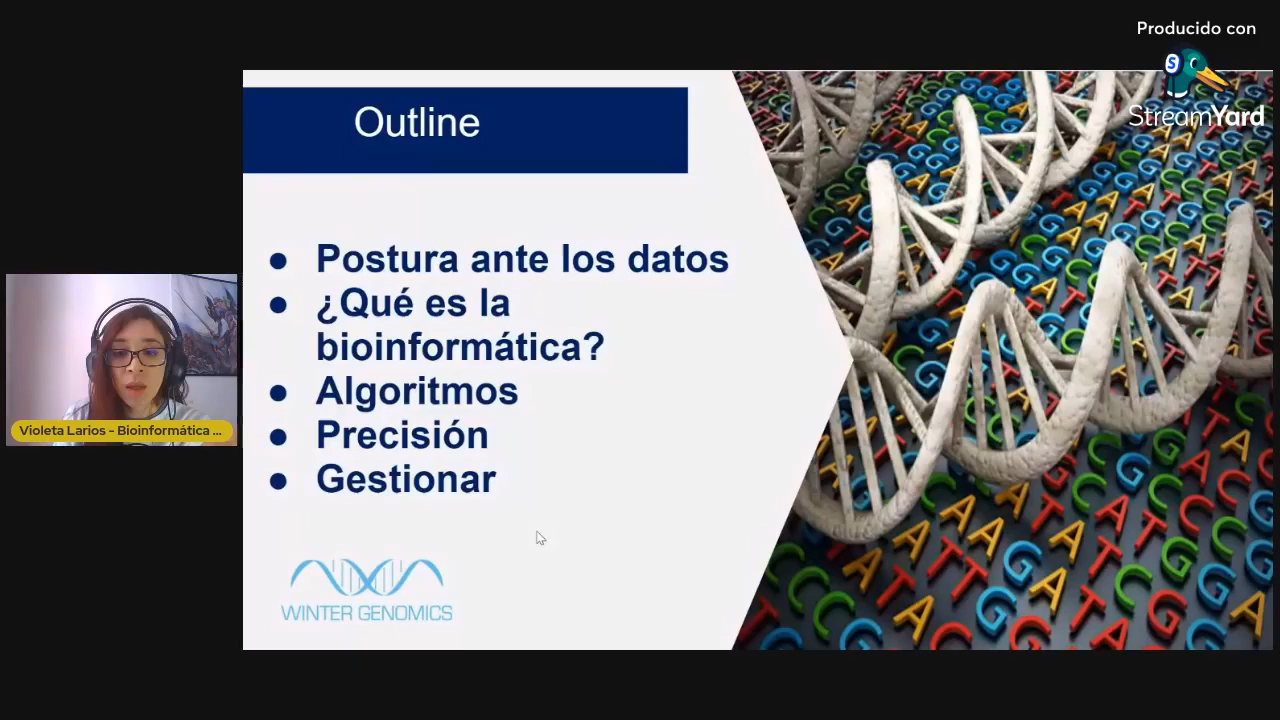 Producido con
StreamYard
Outline
● Postura ante los datos
● ¿Qué es la
bioinformática?
● Algoritmos
● Precisión
● Gestionar
Violeta Larios - Bioinformática ...
WINTER GENOMICS